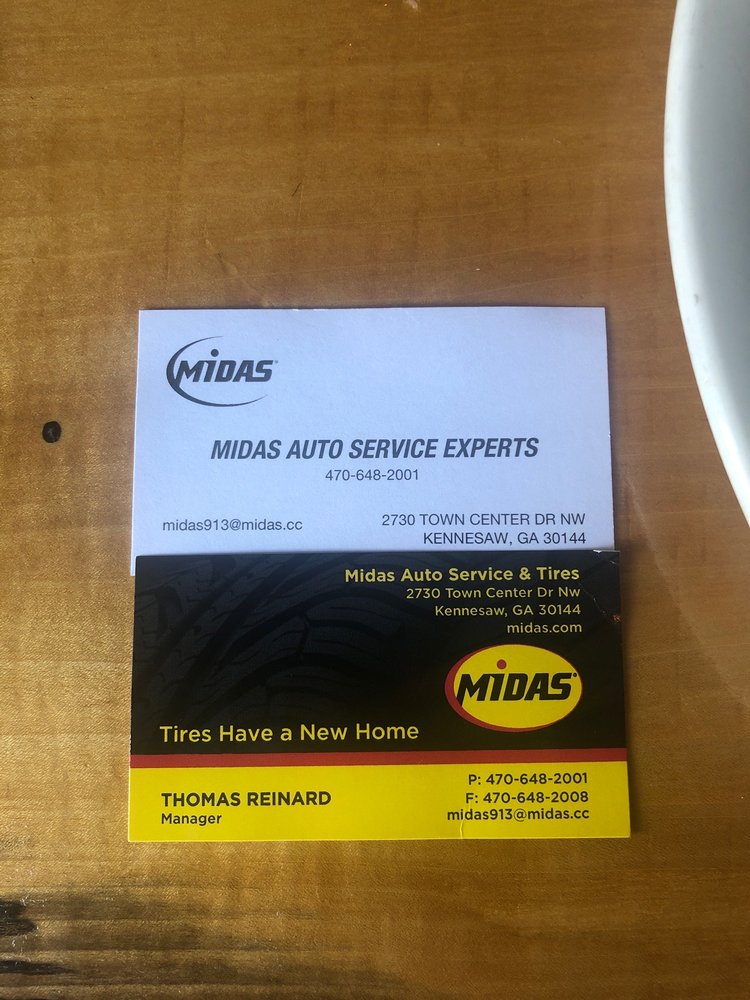 MIDAS
MIDAS AUTO SERVICE EXPERTS
470-648-2001
midas913@midas.cc
2730 TOWN CENTER DR NW
KENNESAW, GA 30144
Midas Auto Service & Tires
2730 Town Center Dr Nw
Kennesaw, GA 30144
midas.com
MIDAS
Tires Have a New Home
THOMAS REINARD
Manager
P: 470-648-2001
F: 470-648-2008
midas913@midas.cc